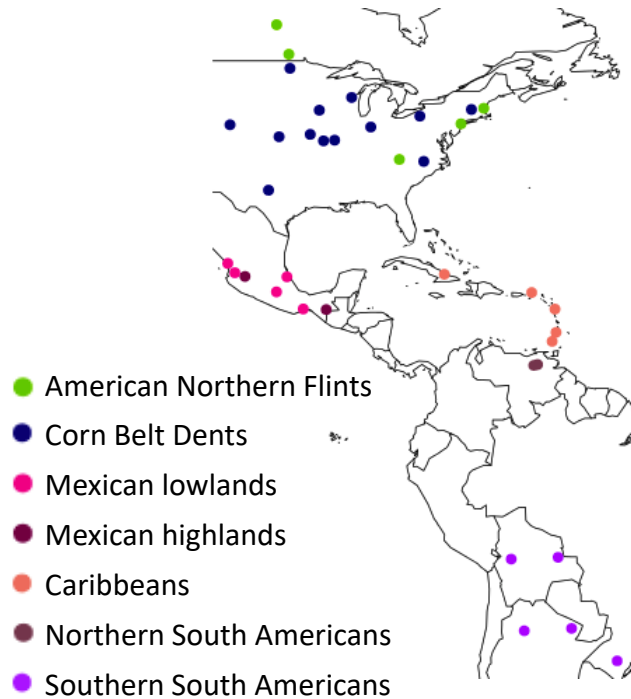 American Northern Flints
Corn Belt Dents
Mexican lowlands
Mexican highlands
Caribbeans
Northern South Americans
Southern South Americans